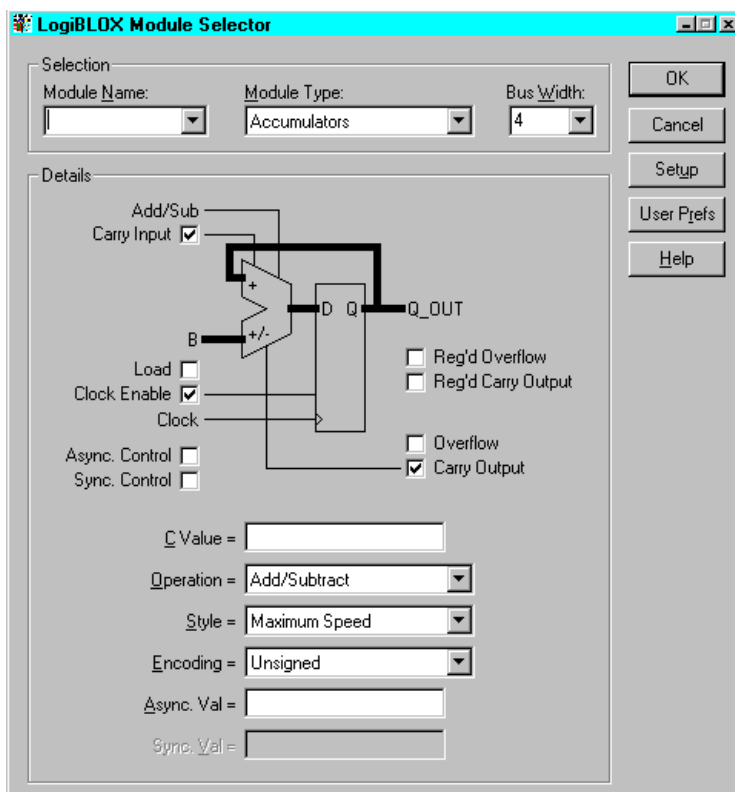 LogiBLOX Module Selector
Selection
Module Name:
Module Type:
Bus Width:
Accumulators
4
OK
Cancel
Setup
User Prefs
Help
Details
Add/Sub
Carry Input
+
D Q
Q_OUT
B
+/-
Load
Clock Enable
Clock
Reg'd Overflow
Reg'd Carry Output
Async. Control
Sync. Control
Overflow
Carry Output
C Value =
Operation = Add/Subtract
Style = Maximum Speed
Encoding = Unsigned
Async. Val =
Sync. Val =